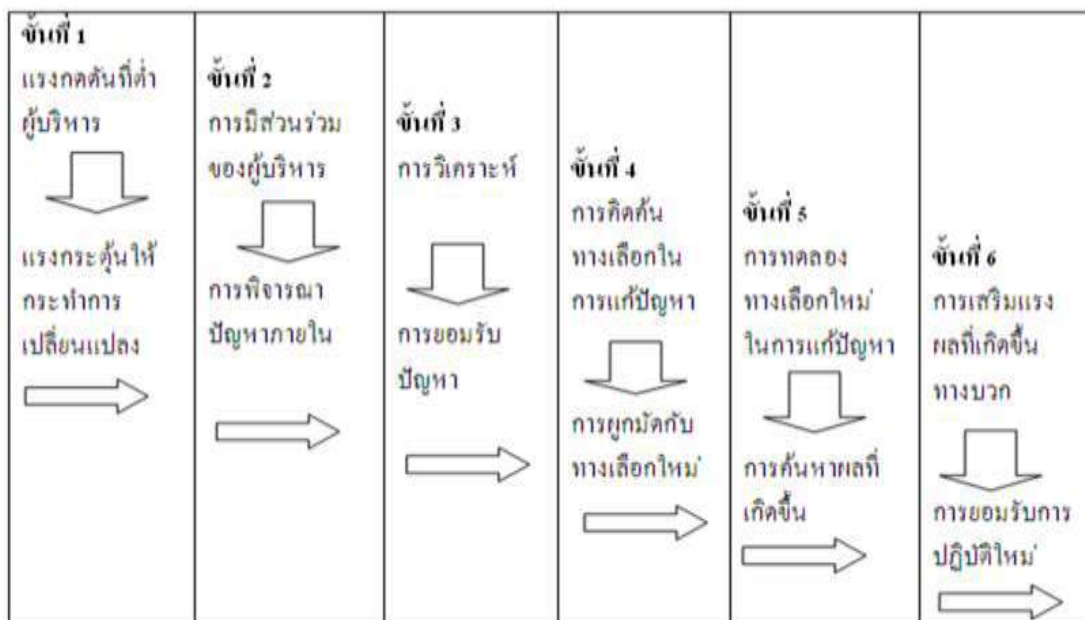 ขั้นที่ 1
แรงกดดันที่ต่ำ
ผู้บริหาร
แรงกระตุ้นให้
กระทำการ
เปลี่ยนแปลง
ขั้นที่ 2
การมีส่วนร่วม
ของผู้บริหาร
การพิจารณา
ปัญหาภายใน
ขั้นที่ 3
การวิเคราะห์
การยอมรับ
ปัญหา
ขั้นที่ 4
การคิดค้น
ทางเลือกใน
การแก้ปัญหา
การผูกมัดกับ
ทางเลือกใหม่
ขั้นที่ 5
การทดลอง
ทางเลือกใหม่
ในการแก้ปัญหา
การค้นหาผลที่
เกิดขึ้น
ขั้นที่ 6
การเสริมแรง
ผลที่เกิดขึ้น
ทางบวก
การยอมรับการ
ปฏิบัติใหม่